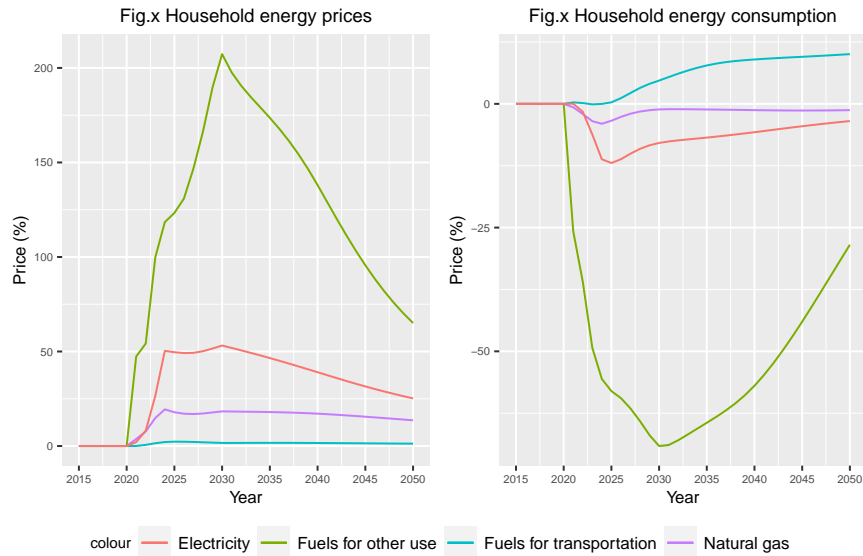 Fig.x Household energy prices
200
150
100
50
0
Price (%)
2015 2020 2025 2030 2035 2040 2045 2050
Year
Fig.x Household energy consumption
0
−25
−50
Price (%)
2015 2020 2025 2030 2035 2040 2045 2050
Year
colour Electricity Fuels for other use Fuels for transportation Natural gas